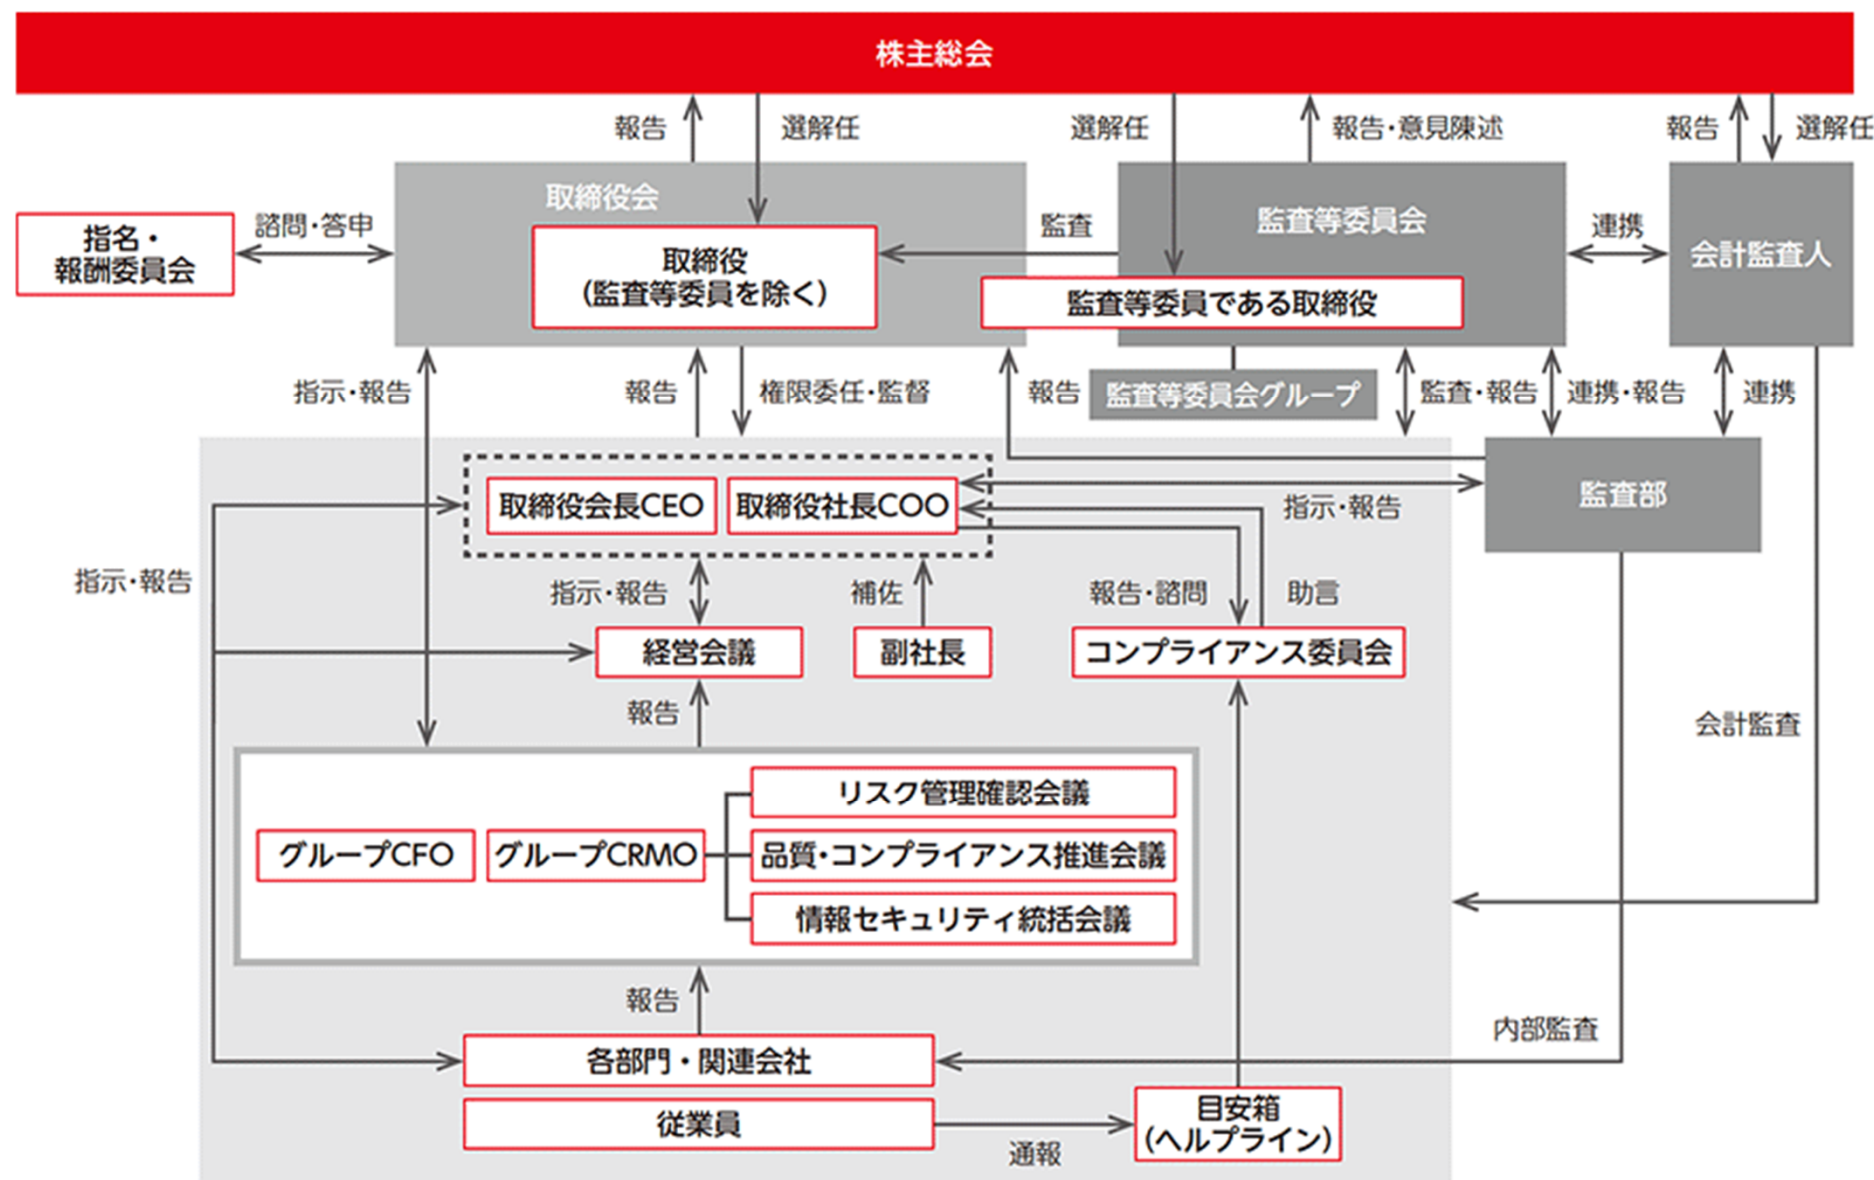 株主総会
報告
選解任
選解任
報告・意見陳述
報告
選解任
取締役会
指名・
報酬委員会
諮問・答申
取締役
(監査等委員を除く)
監査
監査等委員会
監査等委員である取締役
連携
会計監査人
指示・報告
報告
権限委任・監督
報告
監査等委員会グループ
監査・報告
連携・報告
連携
取締役会長CEO
取締役社長COO
指示・報告
監査部
指示・報告
指示・報告
補佐
報告・諮問
助言
経営会議
副社長
コンプライアンス委員会
報告
会計監査
リスク管理確認会議
グループCFO
グループCRMO
品質・コンプライアンス推進会議
情報セキュリティ統括会議
報告
内部監査
各部門・関連会社
従業員
通報
目安箱
(ヘルプライン)